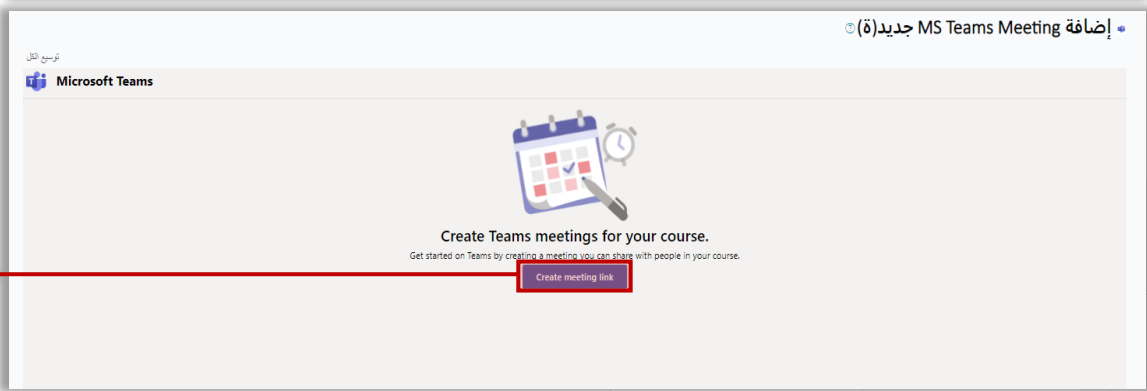 إضافة MS Teams Meeting جديد(ة)
توسيع الكل
Microsoft Teams
Create Teams meetings for your course.
Get started on Teams by creating a meeting you can share with people in your course.
Create meeting link